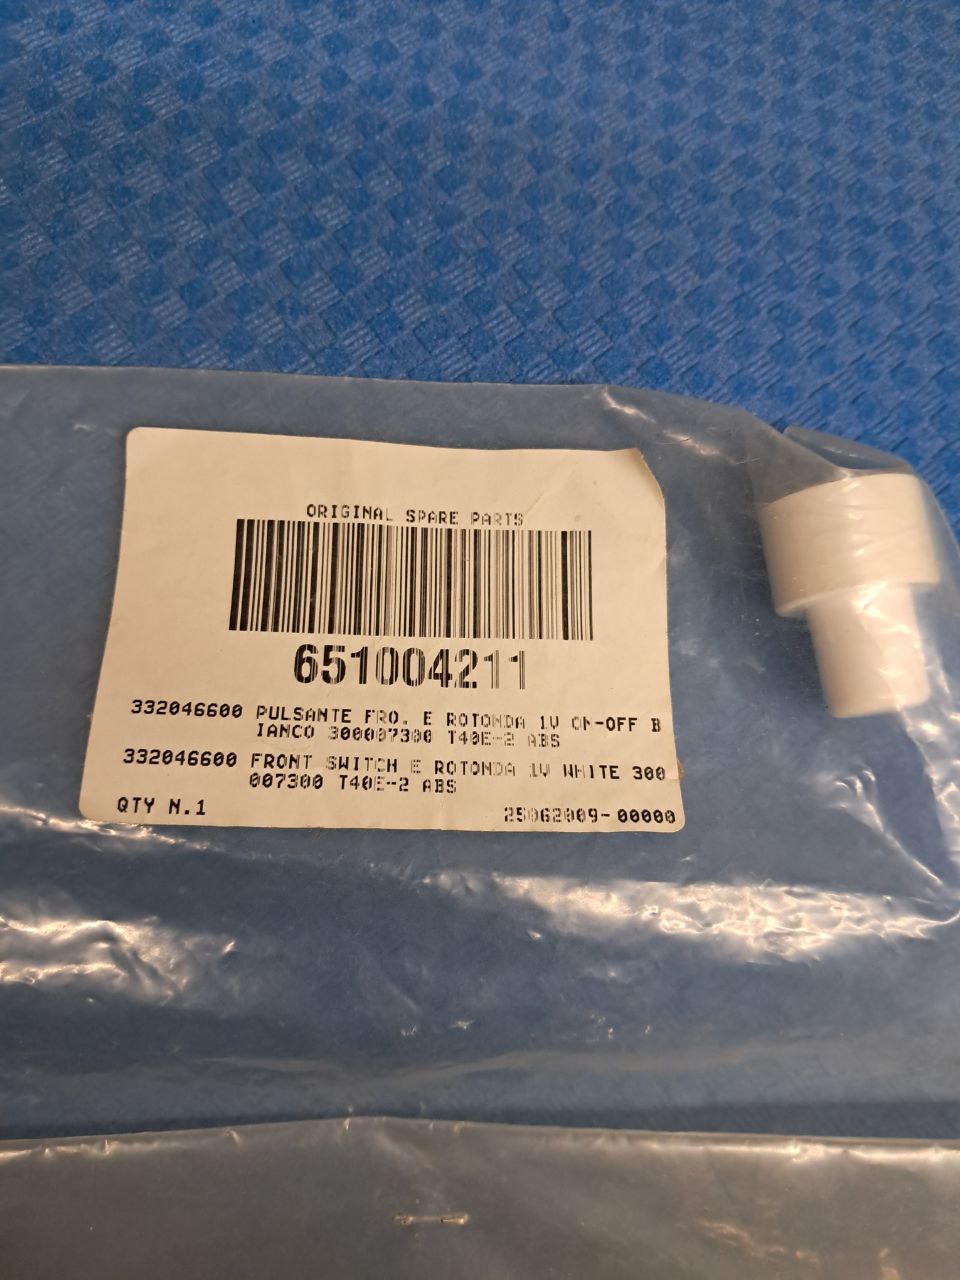 ORIGINAL SPARE PARTS
651004211
332046600 PULSANTE FRO. E ROTONDA 1V ON-OFF B
IANCO 300007300 T40E-2 ABS
332046600 FRONT SWITCH E ROTONDA 1V WHITE 300
007300 T40E-2 ABS
QTY N.1
25062009-00000